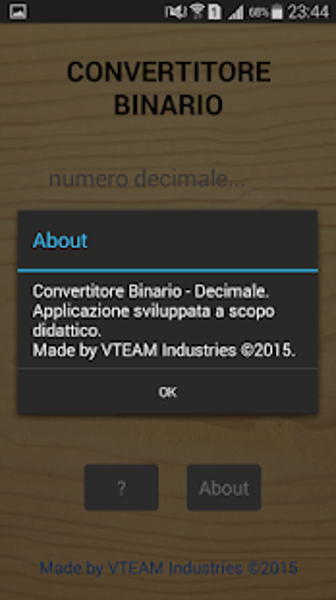 68% 23:44
CONVERTITORE
BINARIO
numero decimale...
About
Convertitore Binario - Decimale.
Applicazione sviluppata a scopo
didattico.
Made by VTEAM Industries ©2015.
OK
? About
Made by VTEAM Industries ©2015